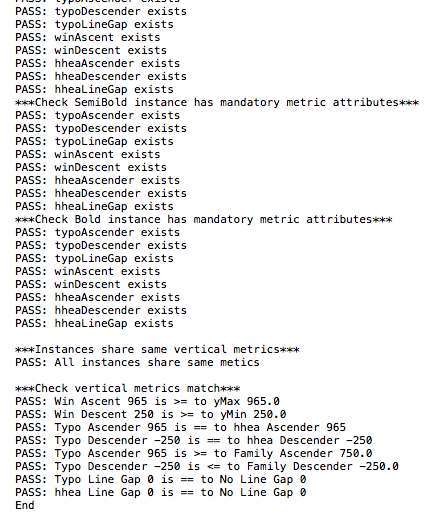 PASS: typoDescender exists
PASS: typoLineGap exists
PASS: winAscent exists
PASS: winDescent exists
PASS: hheaAscender exists
PASS: hheaDescender exists
PASS: hheaLineGap exists
***Check SemiBold instance has mandatory metric attributes***
PASS: typoAscender exists
PASS: typoDescender exists
PASS: typoLineGap exists
PASS: winAscent exists
PASS: winDescent exists
PASS: hheaAscender exists
PASS: hheaDescender exists
PASS: hheaLineGap exists
***Check Bold instance has mandatory metric attributes***
PASS: typoAscender exists
PASS: typoDescender exists
PASS: typoLineGap exists
PASS: winAscent exists
PASS: winDescent exists
PASS: hheaAscender exists
PASS: hheaDescender exists
PASS: hheaLineGap exists
***Instances share same vertical metrics***
PASS: All instances share same metics
***Check vertical metrics match***
PASS: Win Ascent 965 is >= to yMax 965.0
PASS: Win Descent 250 is >= to yMin 250.0
PASS: Typo Ascender 965 is == to hhea Ascender 965
PASS: Typo Descender -250 is == to hhea Descender -250
PASS: Typo Ascender 965 is >= to Family Ascender 750.0
PASS: Typo Descender -250 is <= to Family Descender -250.0
PASS: Typo Line Gap 0 is == to No Line Gap 0
PASS: hhea Line Gap 0 is == to No Line Gap 0
End